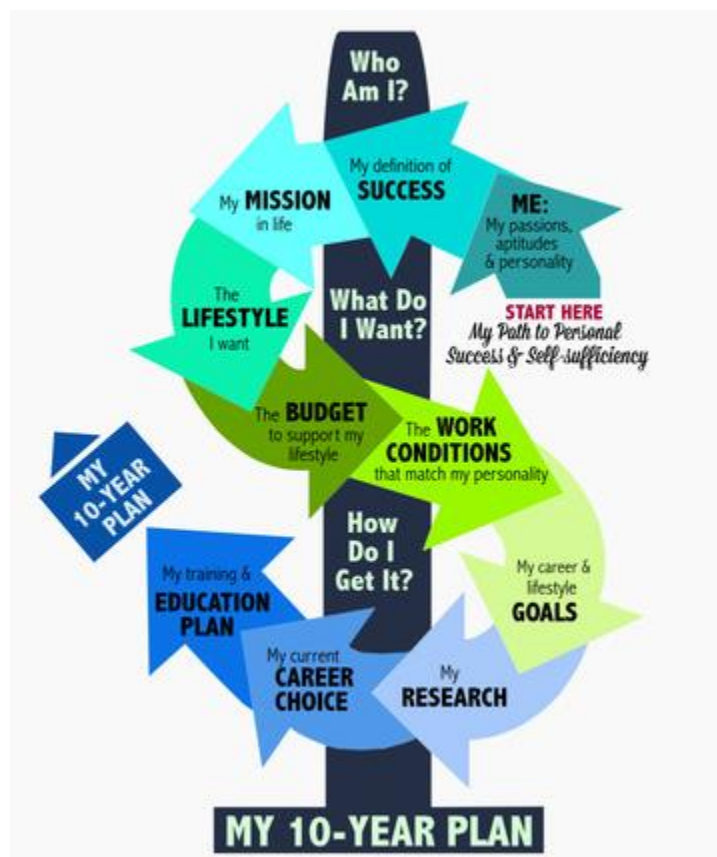 Who
Am I?
ME:
My passions,
aptitudes
& personality
START HERE
My Path to Personal
Success & Self-sufficiency
My definition of
SUCCESS
My MISSION
in life
What Do
I Want?
The
LIFESTYLE
I want
The BUDGET
to support my
lifestyle
The WORK
CONDITIONS
that match my personality
My career &
lifestyle
GOALS
How
Do I
Get It?
My
RESEARCH
My current
CAREER
CHOICE
My training &
EDUCATION
PLAN
MY
10-YEAR
PLAN
MY 10-YEAR PLAN